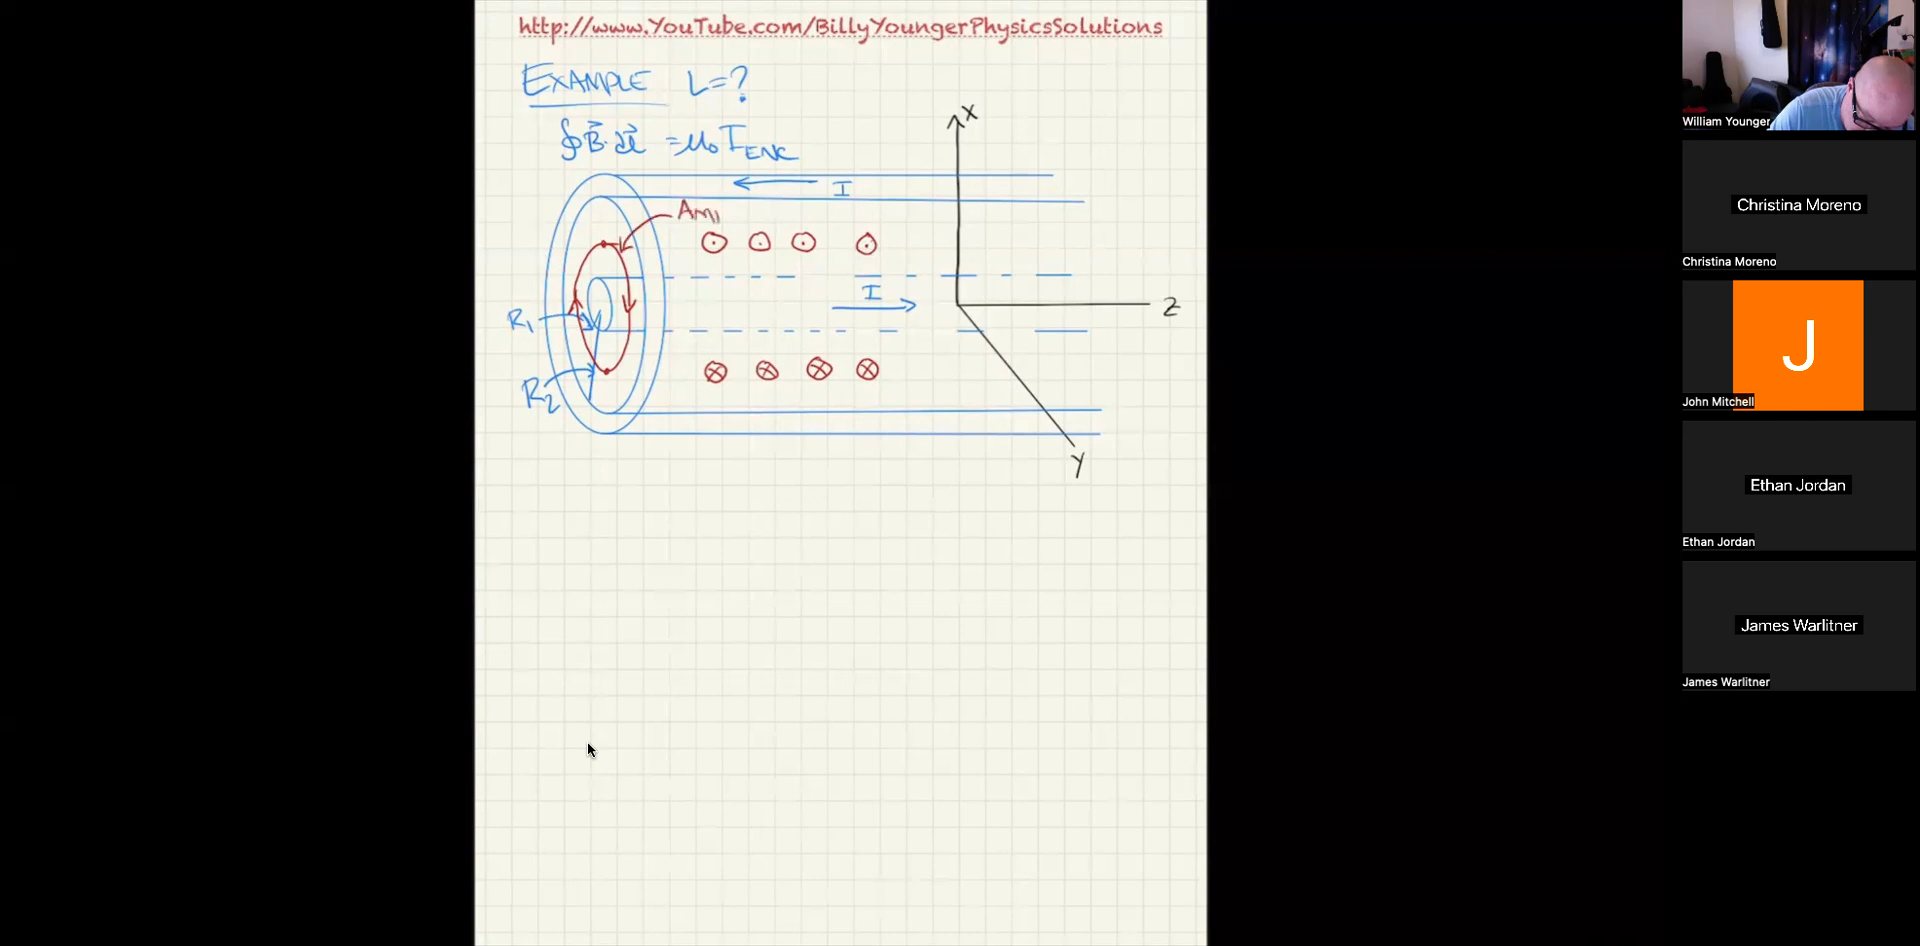 http://www.YouTube.com/BillyYoungerPhysicsSolutions
EXAMPLE L=?
∮B⃗·dl⃗ =μ₀I_ENC
X
I
Am
I
Z
R₁
R₂
Y
William Younger
Christina Moreno
Christina Moreno
J
John Mitchell
Ethan Jordan
Ethan Jordan
James Warlitner
James Warlitner